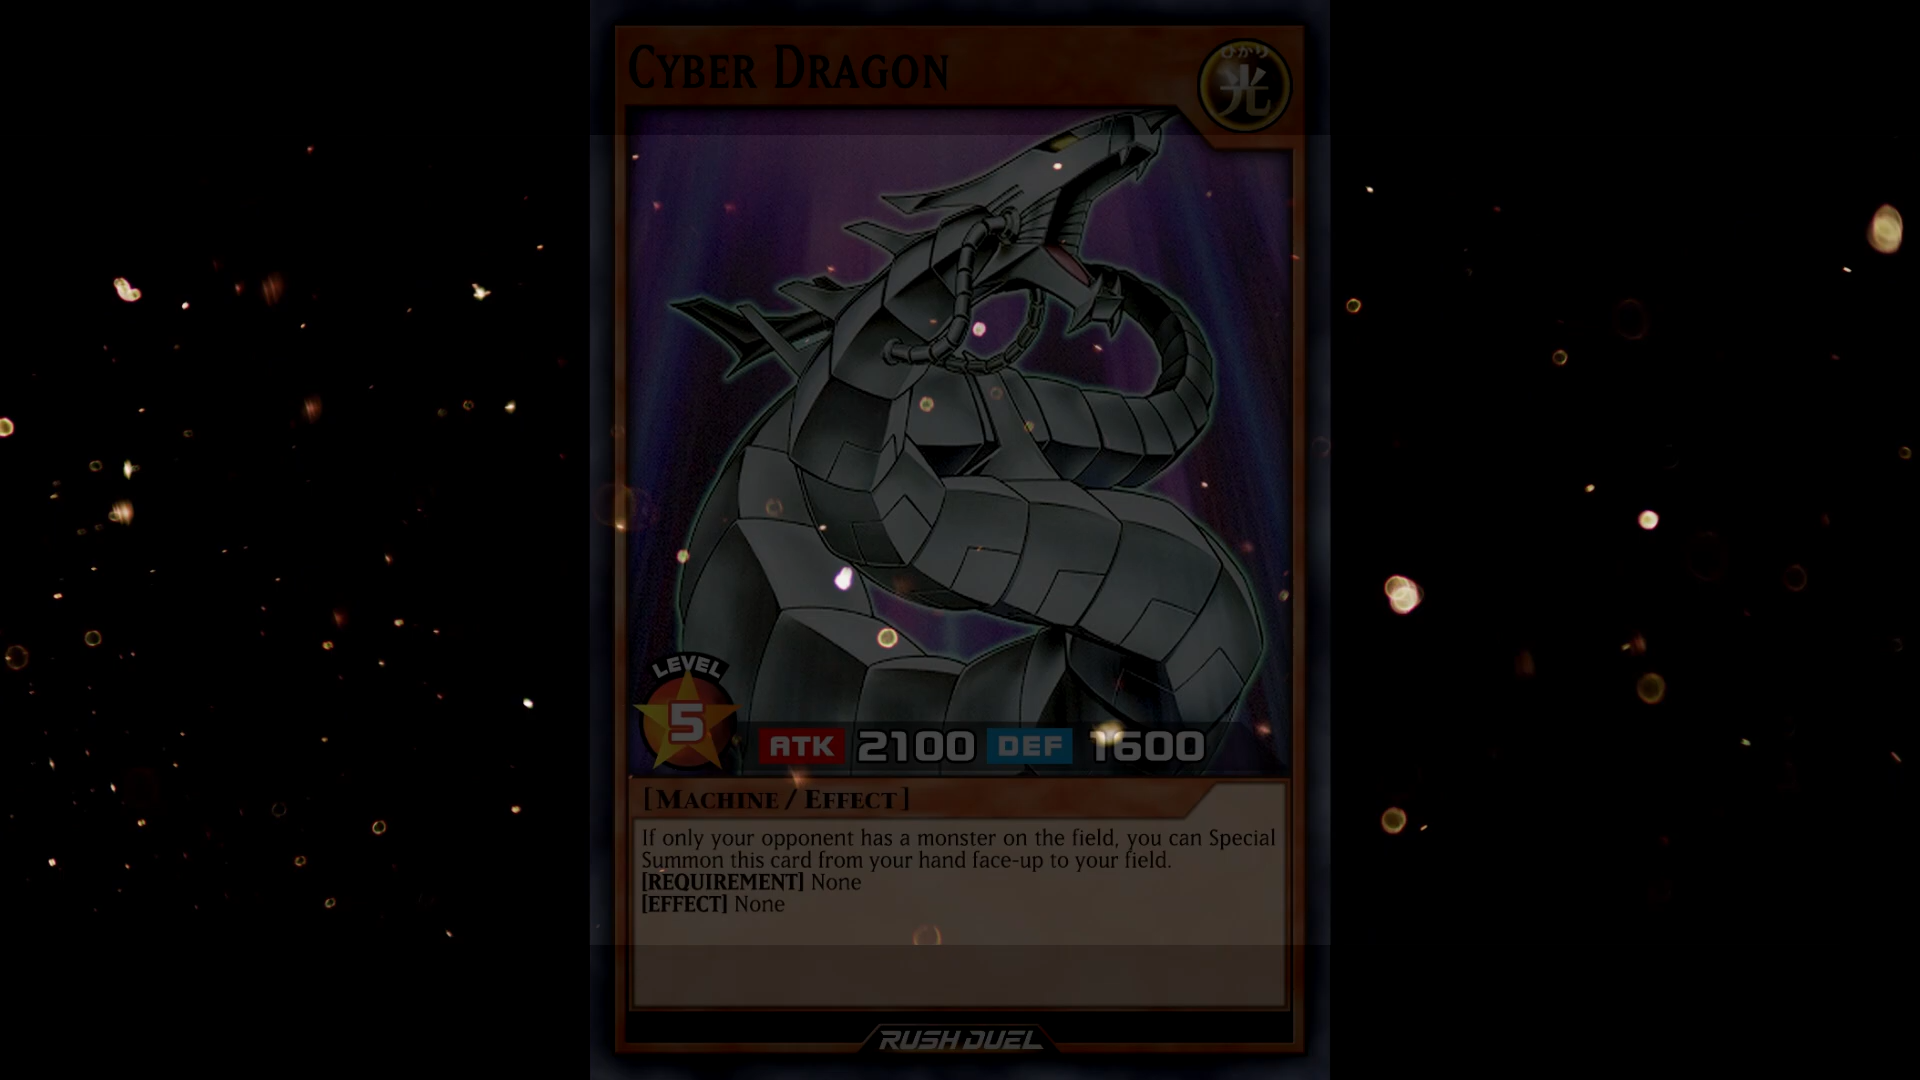 Cyber Dragon
ひかり
光
LEVEL
5
ATK 2100 DEF 1600
[Machine / Effect]
If only your opponent has a monster on the field, you can Special
Summon this card from your hand face-up to your field.
[REQUIREMENT] None
[EFFECT] None
RUSH DUEL